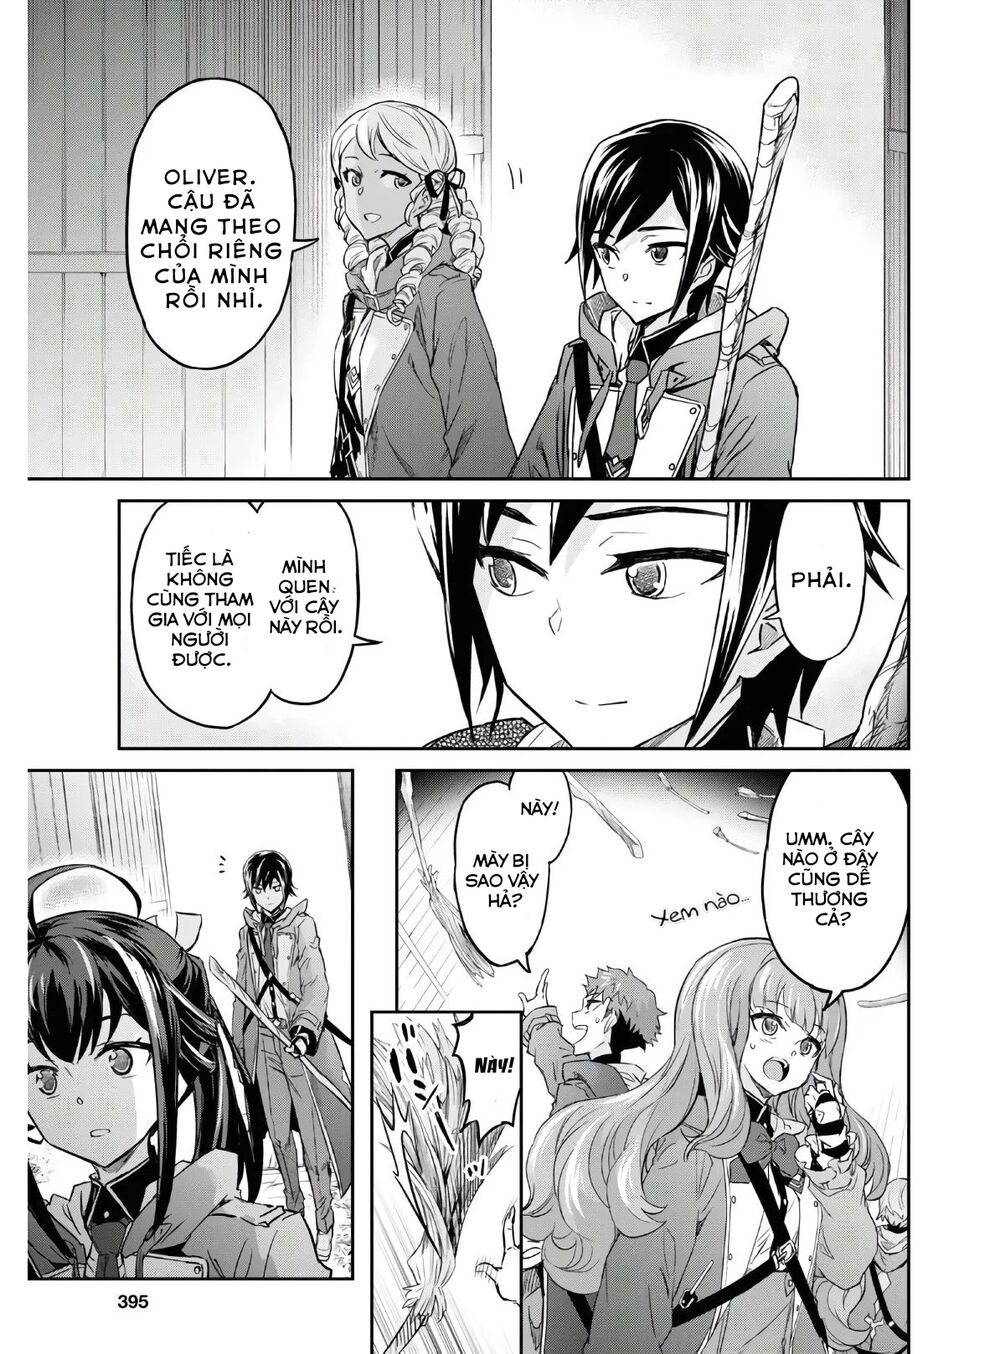 OLIVER.
CẬU ĐÃ
MANG THEO
CHỔI RIÊNG
CỦA MÌNH
RỒI NHỈ.
PHẢI.
MÌNH
QUEN
VỚI CÂY
NÀY RỒI.
TIẾC LÀ
KHÔNG
CÙNG THAM
GIA VỚI MỌI
NGƯỜI
ĐƯỢC.
UMM. CÂY
NÀO Ở ĐÂY
CŨNG DỄ
THƯƠNG
CẢ?
Xem nào...
NÀY!
MÀY BỊ
SAO VẬY
HẢ?
NÀY!
395